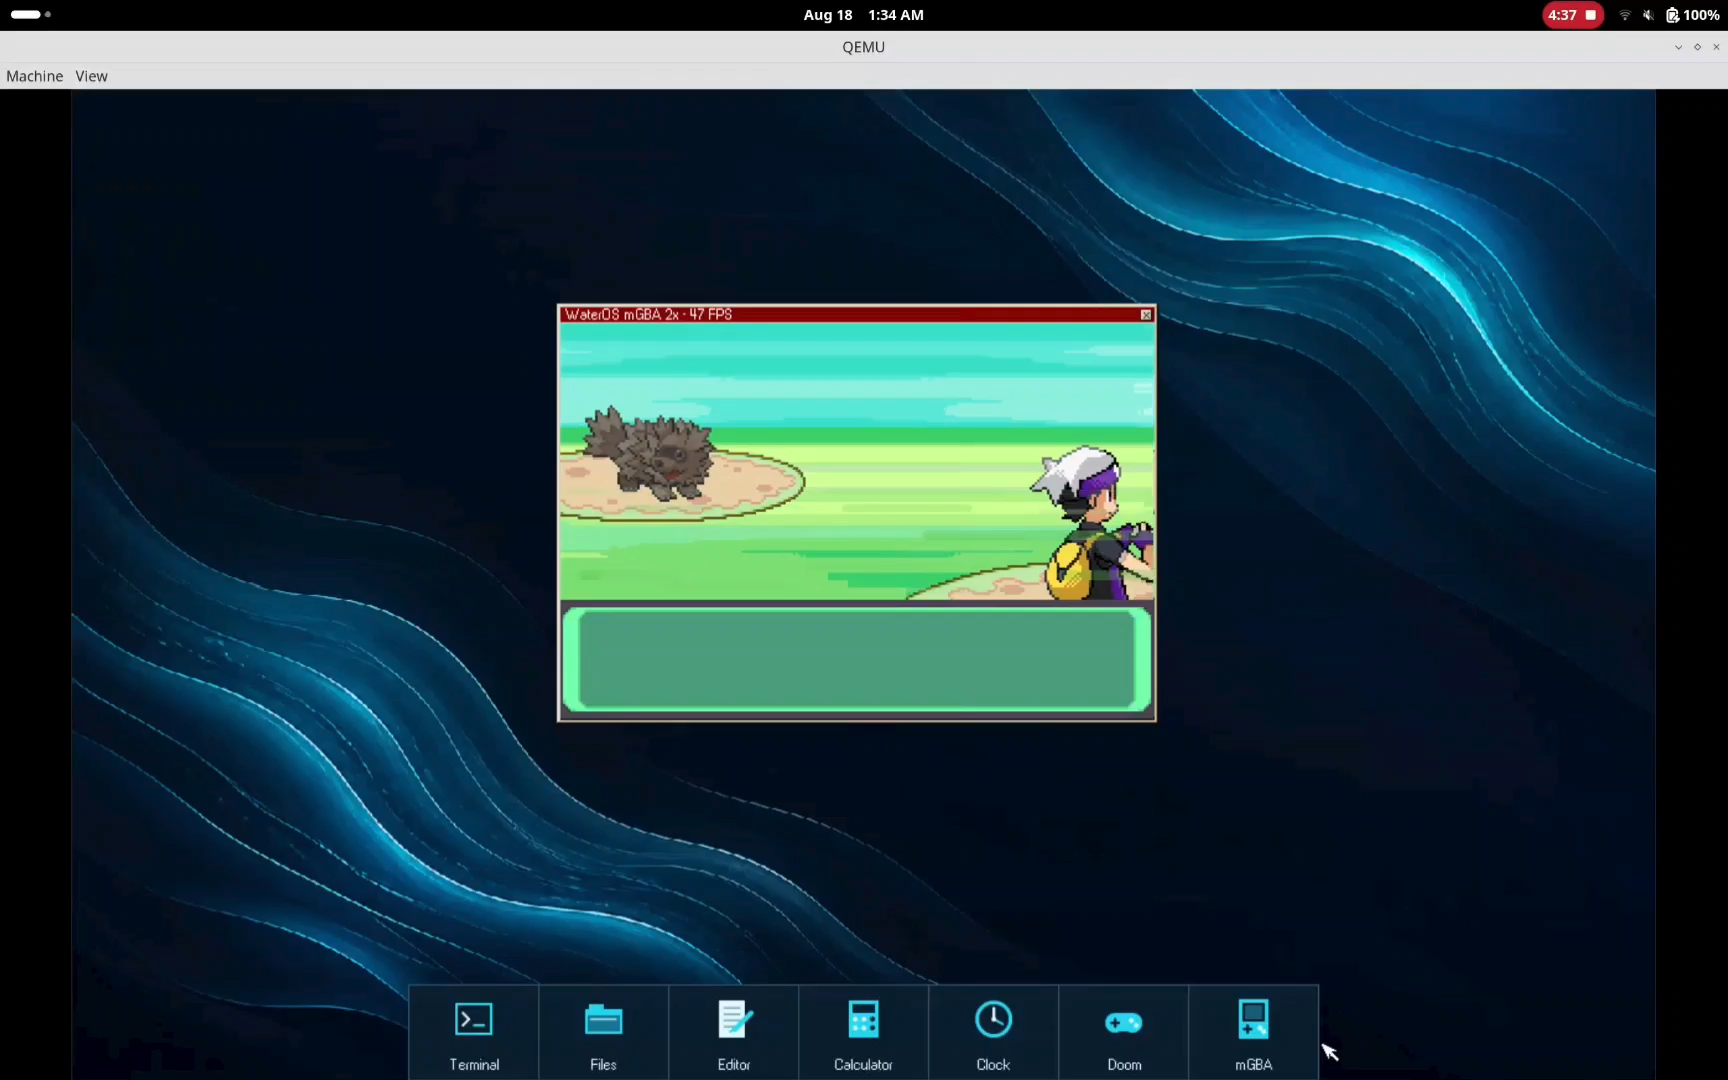 Aug 18 1:34 AM
4:37
100%
QEMU
Machine View
WaterOS mGBA 2x - 47 FPS
Terminal
Files
Editor
Calculator
Clock
Doom
mGBA